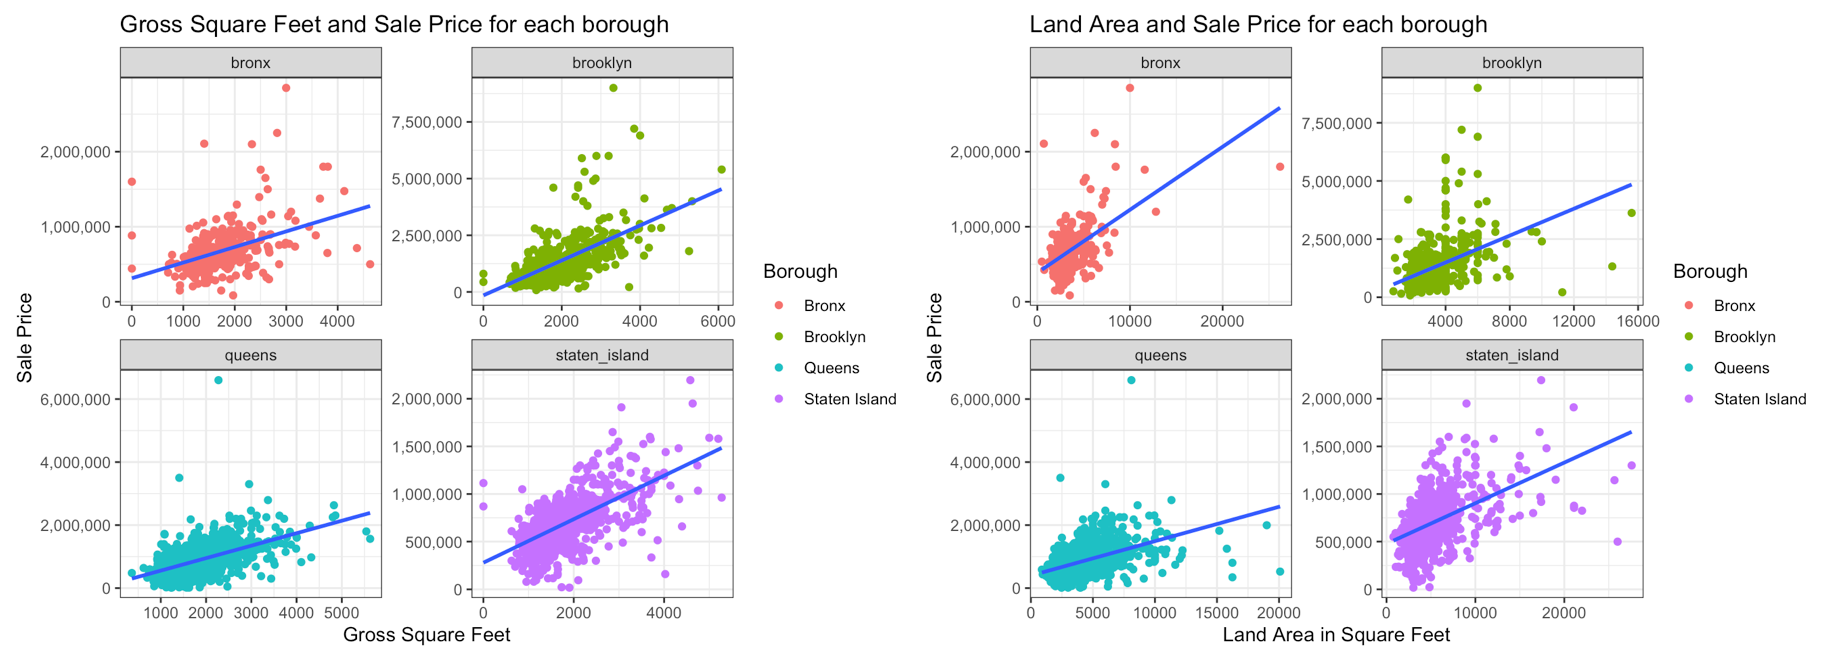 Gross Square Feet and Sale Price for each borough
bronx
brooklyn
2,000,000
1,000,000
0
0 1000 2000 3000 4000
7,500,000
5,000,000
2,500,000
0
0 2000 4000 6000
queens
staten_island
6,000,000
4,000,000
2,000,000
0
1000 2000 3000 4000 5000
2,000,000
1,500,000
1,000,000
500,000
0
0 2000 4000
Sale Price
Gross Square Feet
Borough
Bronx
Brooklyn
Queens
Staten Island
Land Area and Sale Price for each borough
bronx
brooklyn
2,000,000
1,000,000
0
0 10000 20000
7,500,000
5,000,000
2,500,000
0
4000 8000 12000 16000
queens
staten_island
6,000,000
4,000,000
2,000,000
0
0 5000 10000 15000 20000
2,000,000
1,500,000
1,000,000
500,000
0
0 10000 20000
Sale Price
Land Area in Square Feet
Borough
Bronx
Brooklyn
Queens
Staten Island